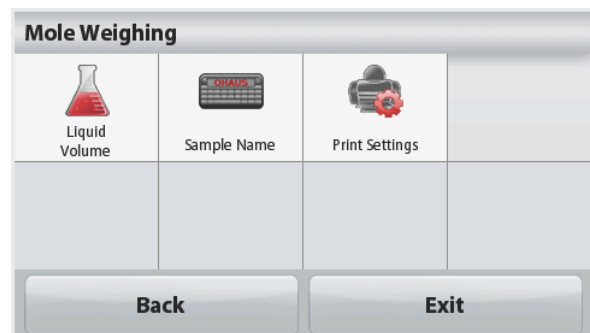 Mole Weighing
OHAUS
Liquid
Volume
Sample Name
Print Settings
Back
Exit